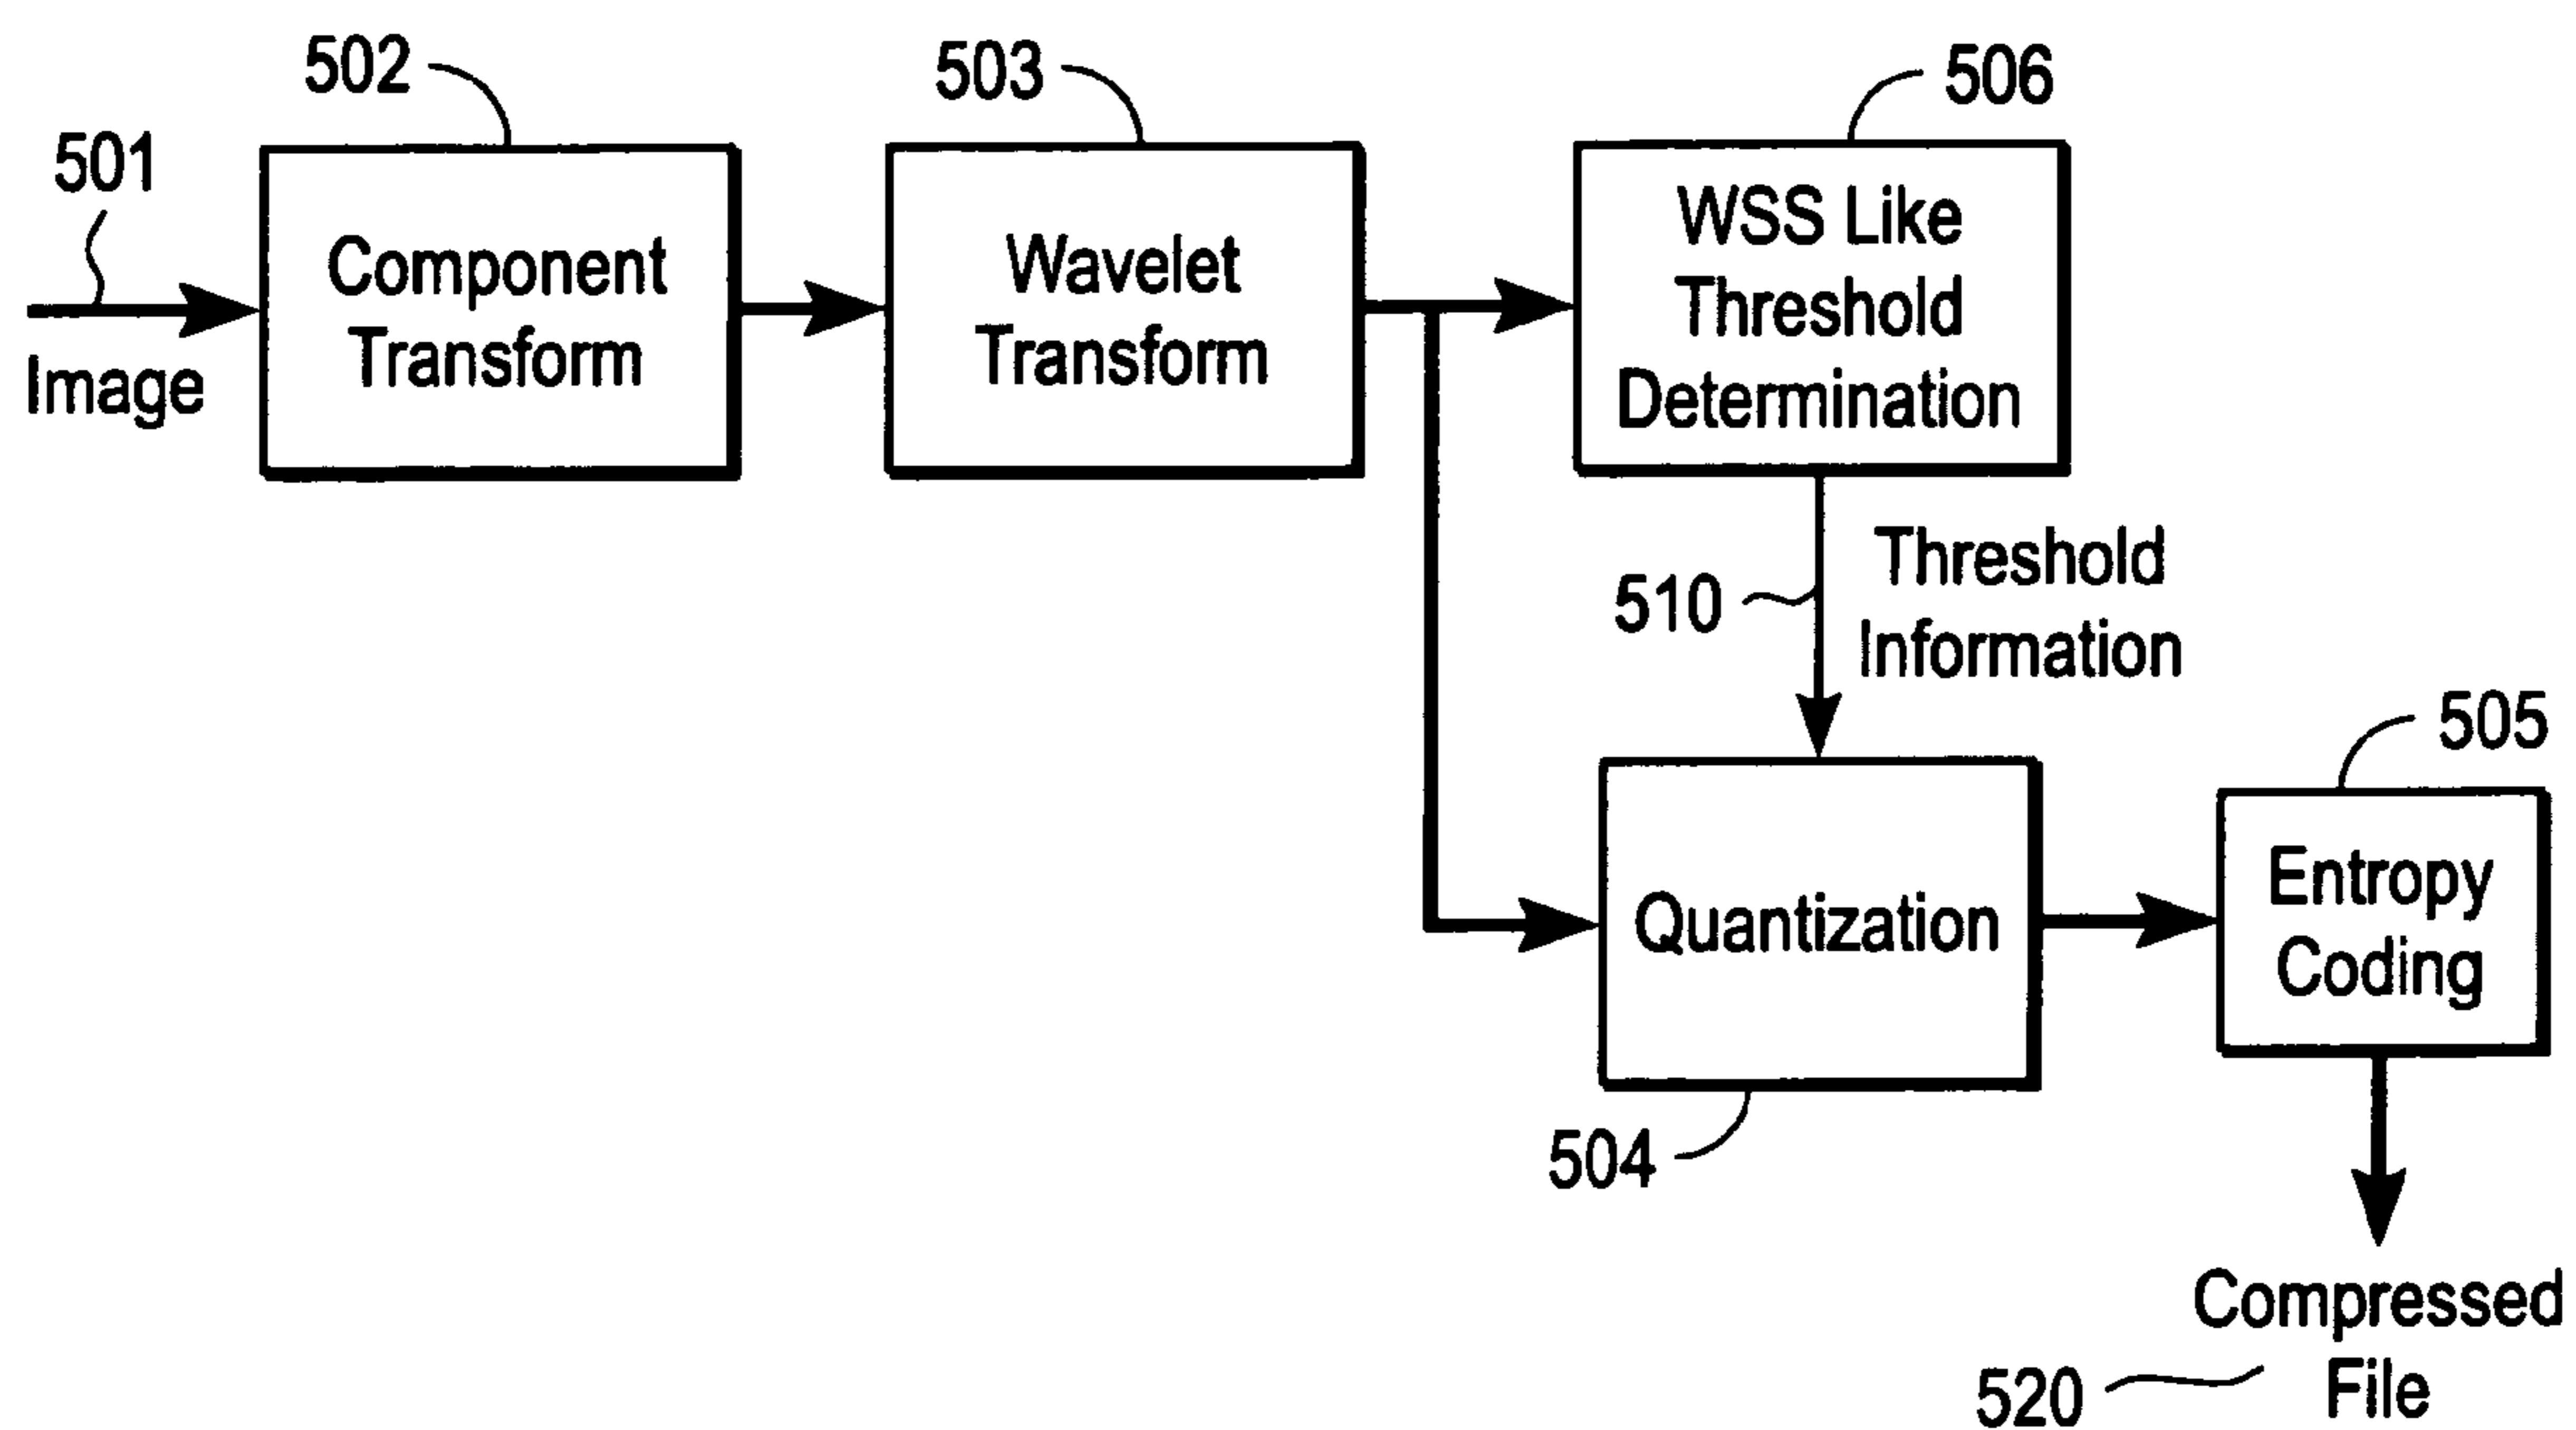 502
503
506
501
Image
Component
Transform
Wavelet
Transform
WSS Like
Threshold
Determination
510
Threshold
Information
505
Quantization
504
Entropy
Coding
Compressed
File
520